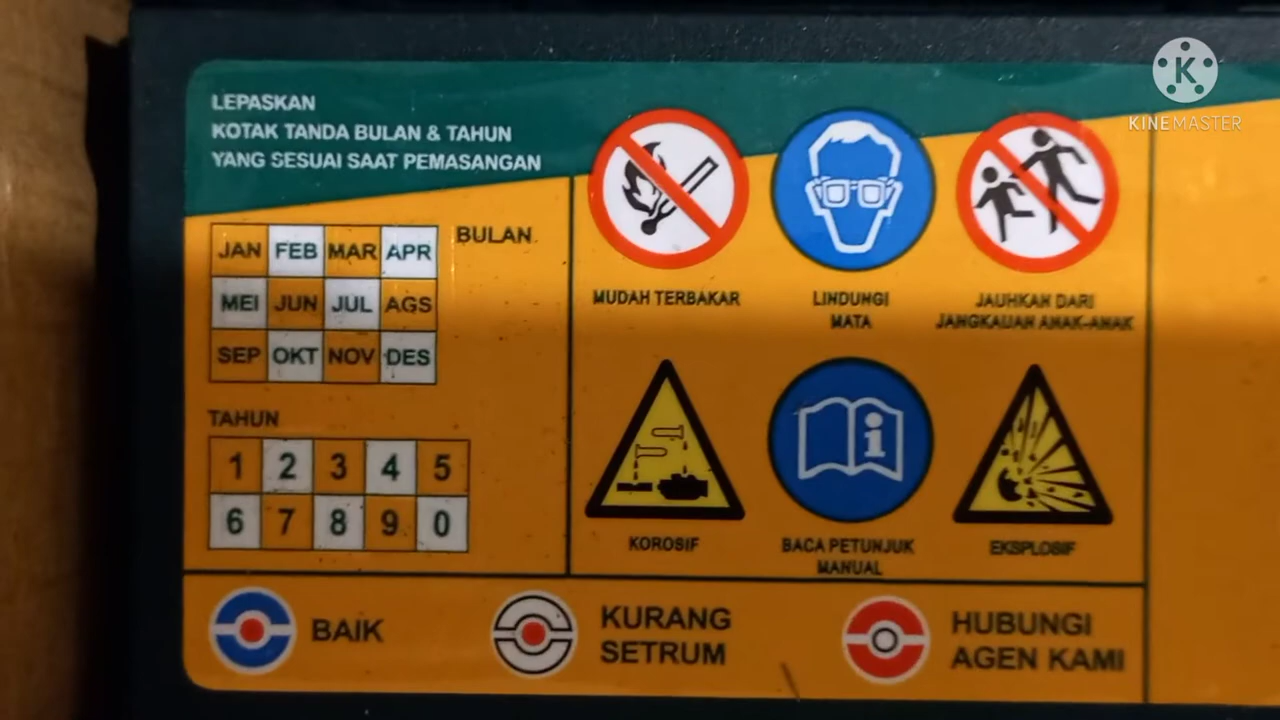 LEPASKAN
KOTAK TANDA BULAN & TAHUN
YANG SESUAI SAAT PEMASANGAN
K
KINEMASTER
BULAN
JAN FEB MAR APR
MEI JUN JUL AGS
SEP OKT NOV DES
TAHUN
1 2 3 4 5
6 7 8 9 0
MUDAH TERBAKAR
LINDUNGI
MATA
JAUHKAN DARI
JANGKAUAN ANAK-ANAK
KOROSIF
i
BACA PETUNJUK
MANUAL
EKSPLOSIF
BAIK
KURANG
SETRUM
HUBUNGI
AGEN KAMI